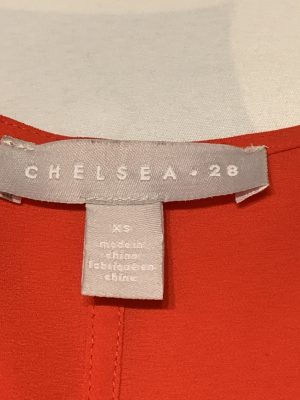 CHELSEA • 28
XS
made in
china
fabriqué en
chine